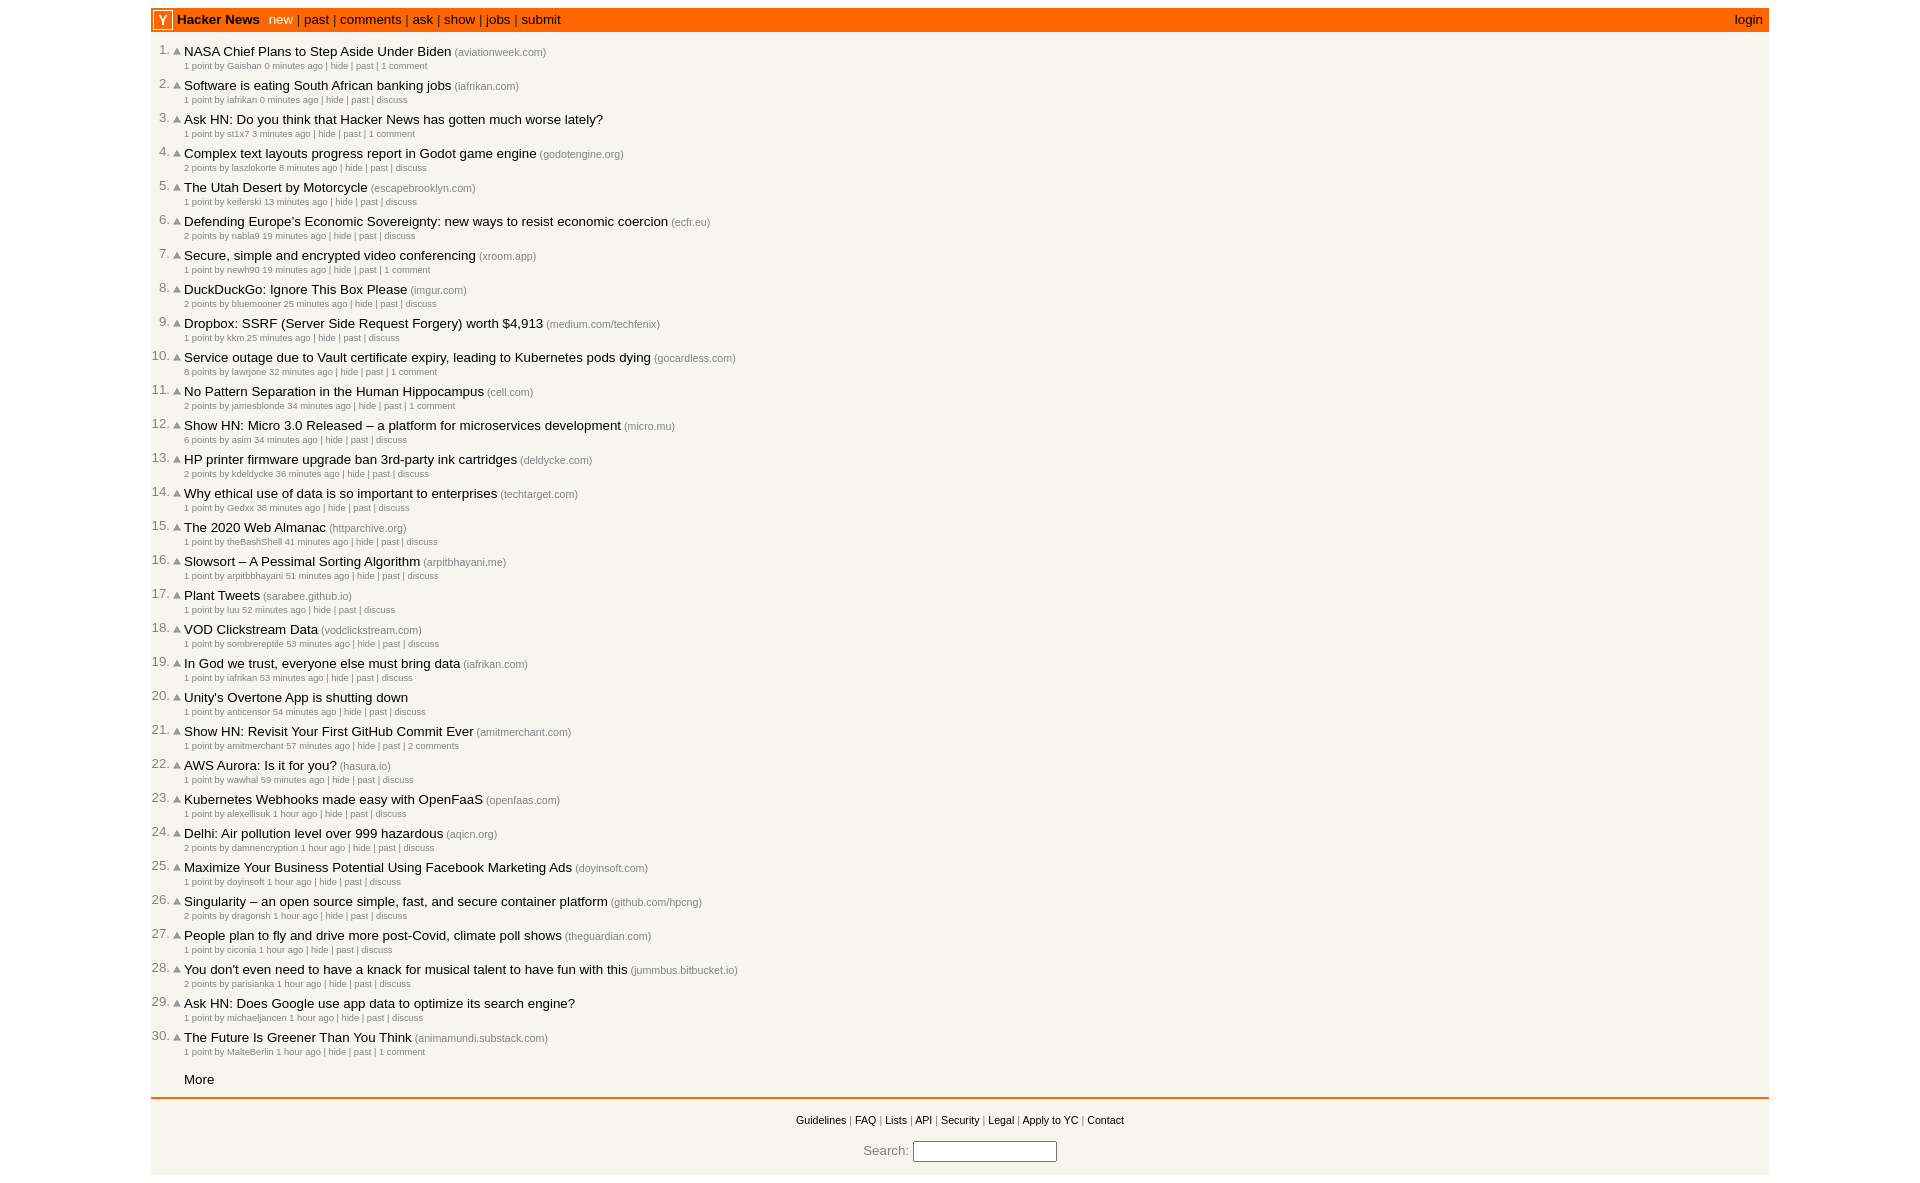 Y Hacker News new | past | comments | ask | show | jobs | submit login
1. NASA Chief Plans to Step Aside Under Biden (aviationweek.com)
1 point by Gaishan 0 minutes ago | hide | past | 1 comment
2. Software is eating South African banking jobs (iafrikan.com)
1 point by iafrikan 0 minutes ago | hide | past | discuss
3. Ask HN: Do you think that Hacker News has gotten much worse lately?
1 point by st1x7 3 minutes ago | hide | past | 1 comment
4. Complex text layouts progress report in Godot game engine (godotengine.org)
2 points by laszlokorte 8 minutes ago | hide | past | discuss
5. The Utah Desert by Motorcycle (escapebrooklyn.com)
1 point by keiferski 13 minutes ago | hide | past | discuss
6. Defending Europe's Economic Sovereignty: new ways to resist economic coercion (ecfr.eu)
2 points by nabla9 19 minutes ago | hide | past | discuss
7. Secure, simple and encrypted video conferencing (xroom.app)
1 point by newh90 19 minutes ago | hide | past | 1 comment
8. DuckDuckGo: Ignore This Box Please (imgur.com)
2 points by bluemooner 25 minutes ago | hide | past | discuss
9. Dropbox: SSRF (Server Side Request Forgery) worth $4,913 (medium.com/techfenix)
1 point by kkm 25 minutes ago | hide | past | discuss
10. Service outage due to Vault certificate expiry, leading to Kubernetes pods dying (gocardless.com)
8 points by lawrjone 32 minutes ago | hide | past | 1 comment
11. No Pattern Separation in the Human Hippocampus (cell.com)
2 points by jamesblonde 34 minutes ago | hide | past | 1 comment
12. Show HN: Micro 3.0 Released – a platform for microservices development (micro.mu)
6 points by asim 34 minutes ago | hide | past | discuss
13. HP printer firmware upgrade ban 3rd-party ink cartridges (deldycke.com)
2 points by kdeldycke 36 minutes ago | hide | past | discuss
14. Why ethical use of data is so important to enterprises (techtarget.com)
1 point by Gedxx 38 minutes ago | hide | past | discuss
15. The 2020 Web Almanac (httparchive.org)
1 point by theBashShell 41 minutes ago | hide | past | discuss
16. Slowsort – A Pessimal Sorting Algorithm (arpitbhayani.me)
1 point by arpitbbhayani 51 minutes ago | hide | past | discuss
17. Plant Tweets (sarabee.github.io)
1 point by luu 52 minutes ago | hide | past | discuss
18. VOD Clickstream Data (vodclickstream.com)
1 point by sombrereptile 53 minutes ago | hide | past | discuss
19. In God we trust, everyone else must bring data (iafrikan.com)
1 point by iafrikan 53 minutes ago | hide | past | discuss
20. Unity's Overtone App is shutting down
1 point by anticensor 54 minutes ago | hide | past | discuss
21. Show HN: Revisit Your First GitHub Commit Ever (amitmerchant.com)
1 point by amitmerchant 57 minutes ago | hide | past | 2 comments
22. AWS Aurora: Is it for you? (hasura.io)
1 point by wawhal 59 minutes ago | hide | past | discuss
23. Kubernetes Webhooks made easy with OpenFaaS (openfaas.com)
1 point by alexellisuk 1 hour ago | hide | past | discuss
24. Delhi: Air pollution level over 999 hazardous (aqicn.org)
2 points by damnencryption 1 hour ago | hide | past | discuss
25. Maximize Your Business Potential Using Facebook Marketing Ads (doyinsoft.com)
1 point by doyinsoft 1 hour ago | hide | past | discuss
26. Singularity – an open source simple, fast, and secure container platform (github.com/hpcng)
2 points by dragonsh 1 hour ago | hide | past | discuss
27. People plan to fly and drive more post-Covid, climate poll shows (theguardian.com)
1 point by ciconia 1 hour ago | hide | past | discuss
28. You don't even need to have a knack for musical talent to have fun with this (jummbus.bitbucket.io)
2 points by parisianka 1 hour ago | hide | past | discuss
29. Ask HN: Does Google use app data to optimize its search engine?
1 point by michaeljancen 1 hour ago | hide | past | discuss
30. The Future Is Greener Than You Think (animamundi.substack.com)
1 point by MalteBerlin 1 hour ago | hide | past | 1 comment
More
Guidelines | FAQ | Lists | API | Security | Legal | Apply to YC | Contact
Search: